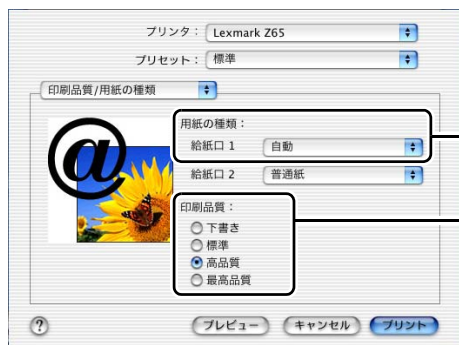 プリンタ： Lexmark Z65
プリセット： 標準
印刷品質/用紙の種類
@
用紙の種類：
給紙口 1 自動
給紙口 2 普通紙
印刷品質：
下書き
標準
高品質
最高品質
? プレビュー キャンセル プリント